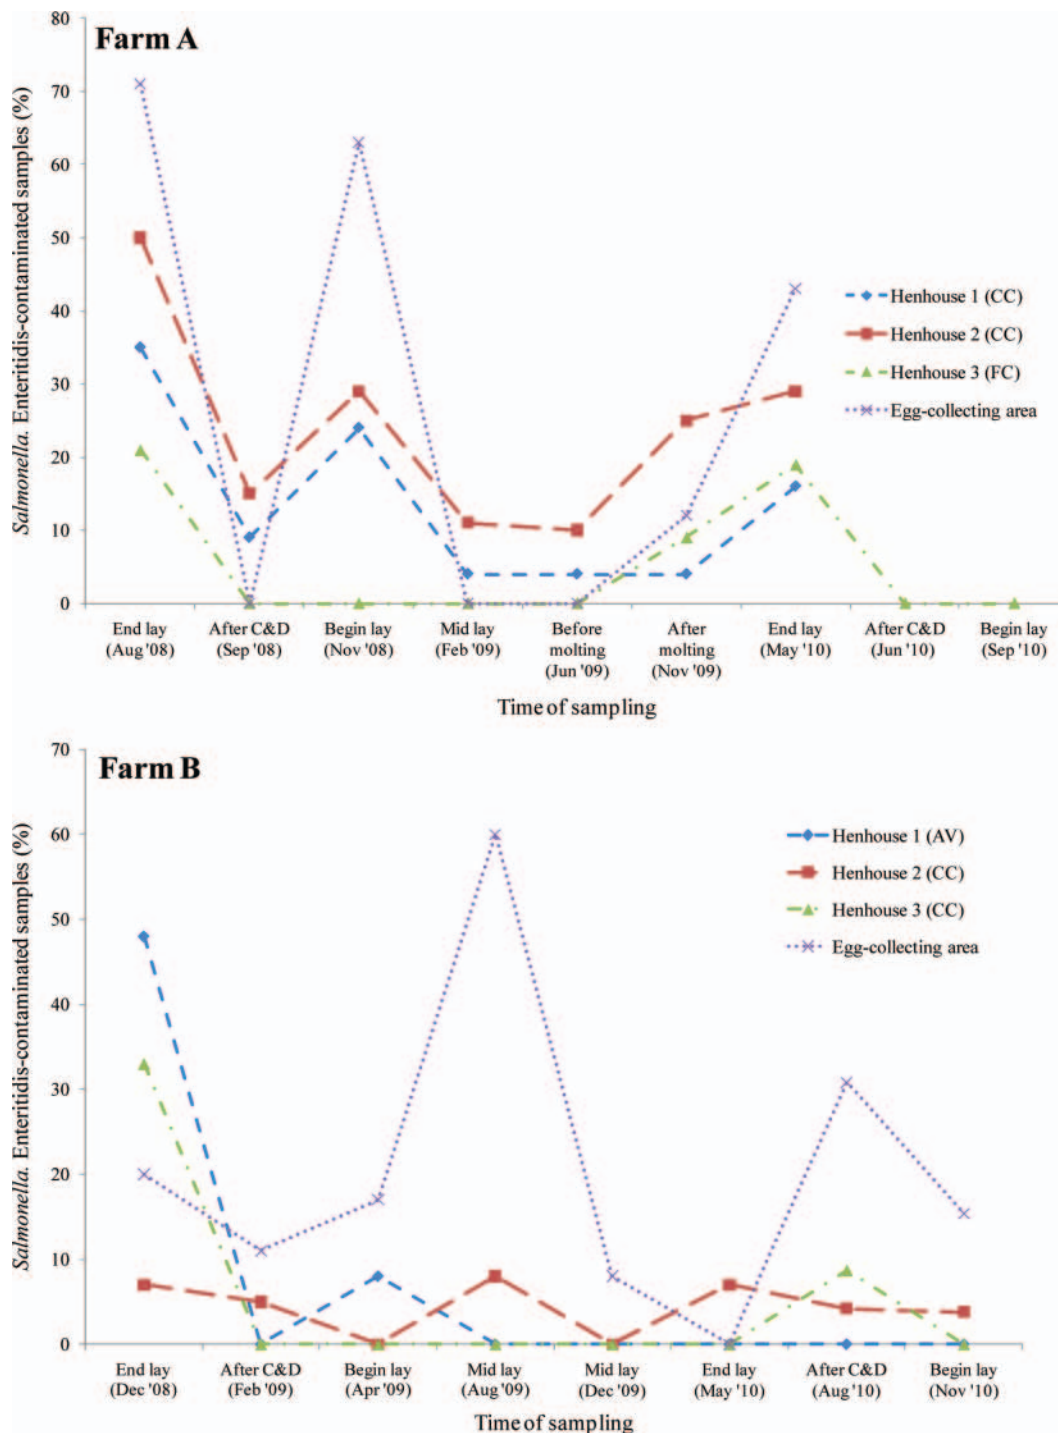 Farm A
Salmonella. Enteritidis-contaminated samples (%)
80
70
60
50
40
30
20
10
0
Henhouse 1 (CC)
Henhouse 2 (CC)
Henhouse 3 (FC)
Egg-collecting area
End lay (Aug '08)
After C&D (Sep '08)
Begin lay (Nov '08)
Mid lay (Feb '09)
Before molting (Jun '09)
After molting (Nov '09)
End lay (May '10)
After C&D (Jun '10)
Begin lay (Sep '10)
Time of sampling
Farm B
Salmonella. Enteritidis-contaminated samples (%)
70
60
50
40
30
20
10
0
Henhouse 1 (AV)
Henhouse 2 (CC)
Henhouse 3 (CC)
Egg-collecting area
End lay (Dec '08)
After C&D (Feb '09)
Begin lay (Apr '09)
Mid lay (Aug '09)
Mid lay (Dec '09)
End lay (May '10)
After C&D (Aug '10)
Begin lay (Nov '10)
Time of sampling